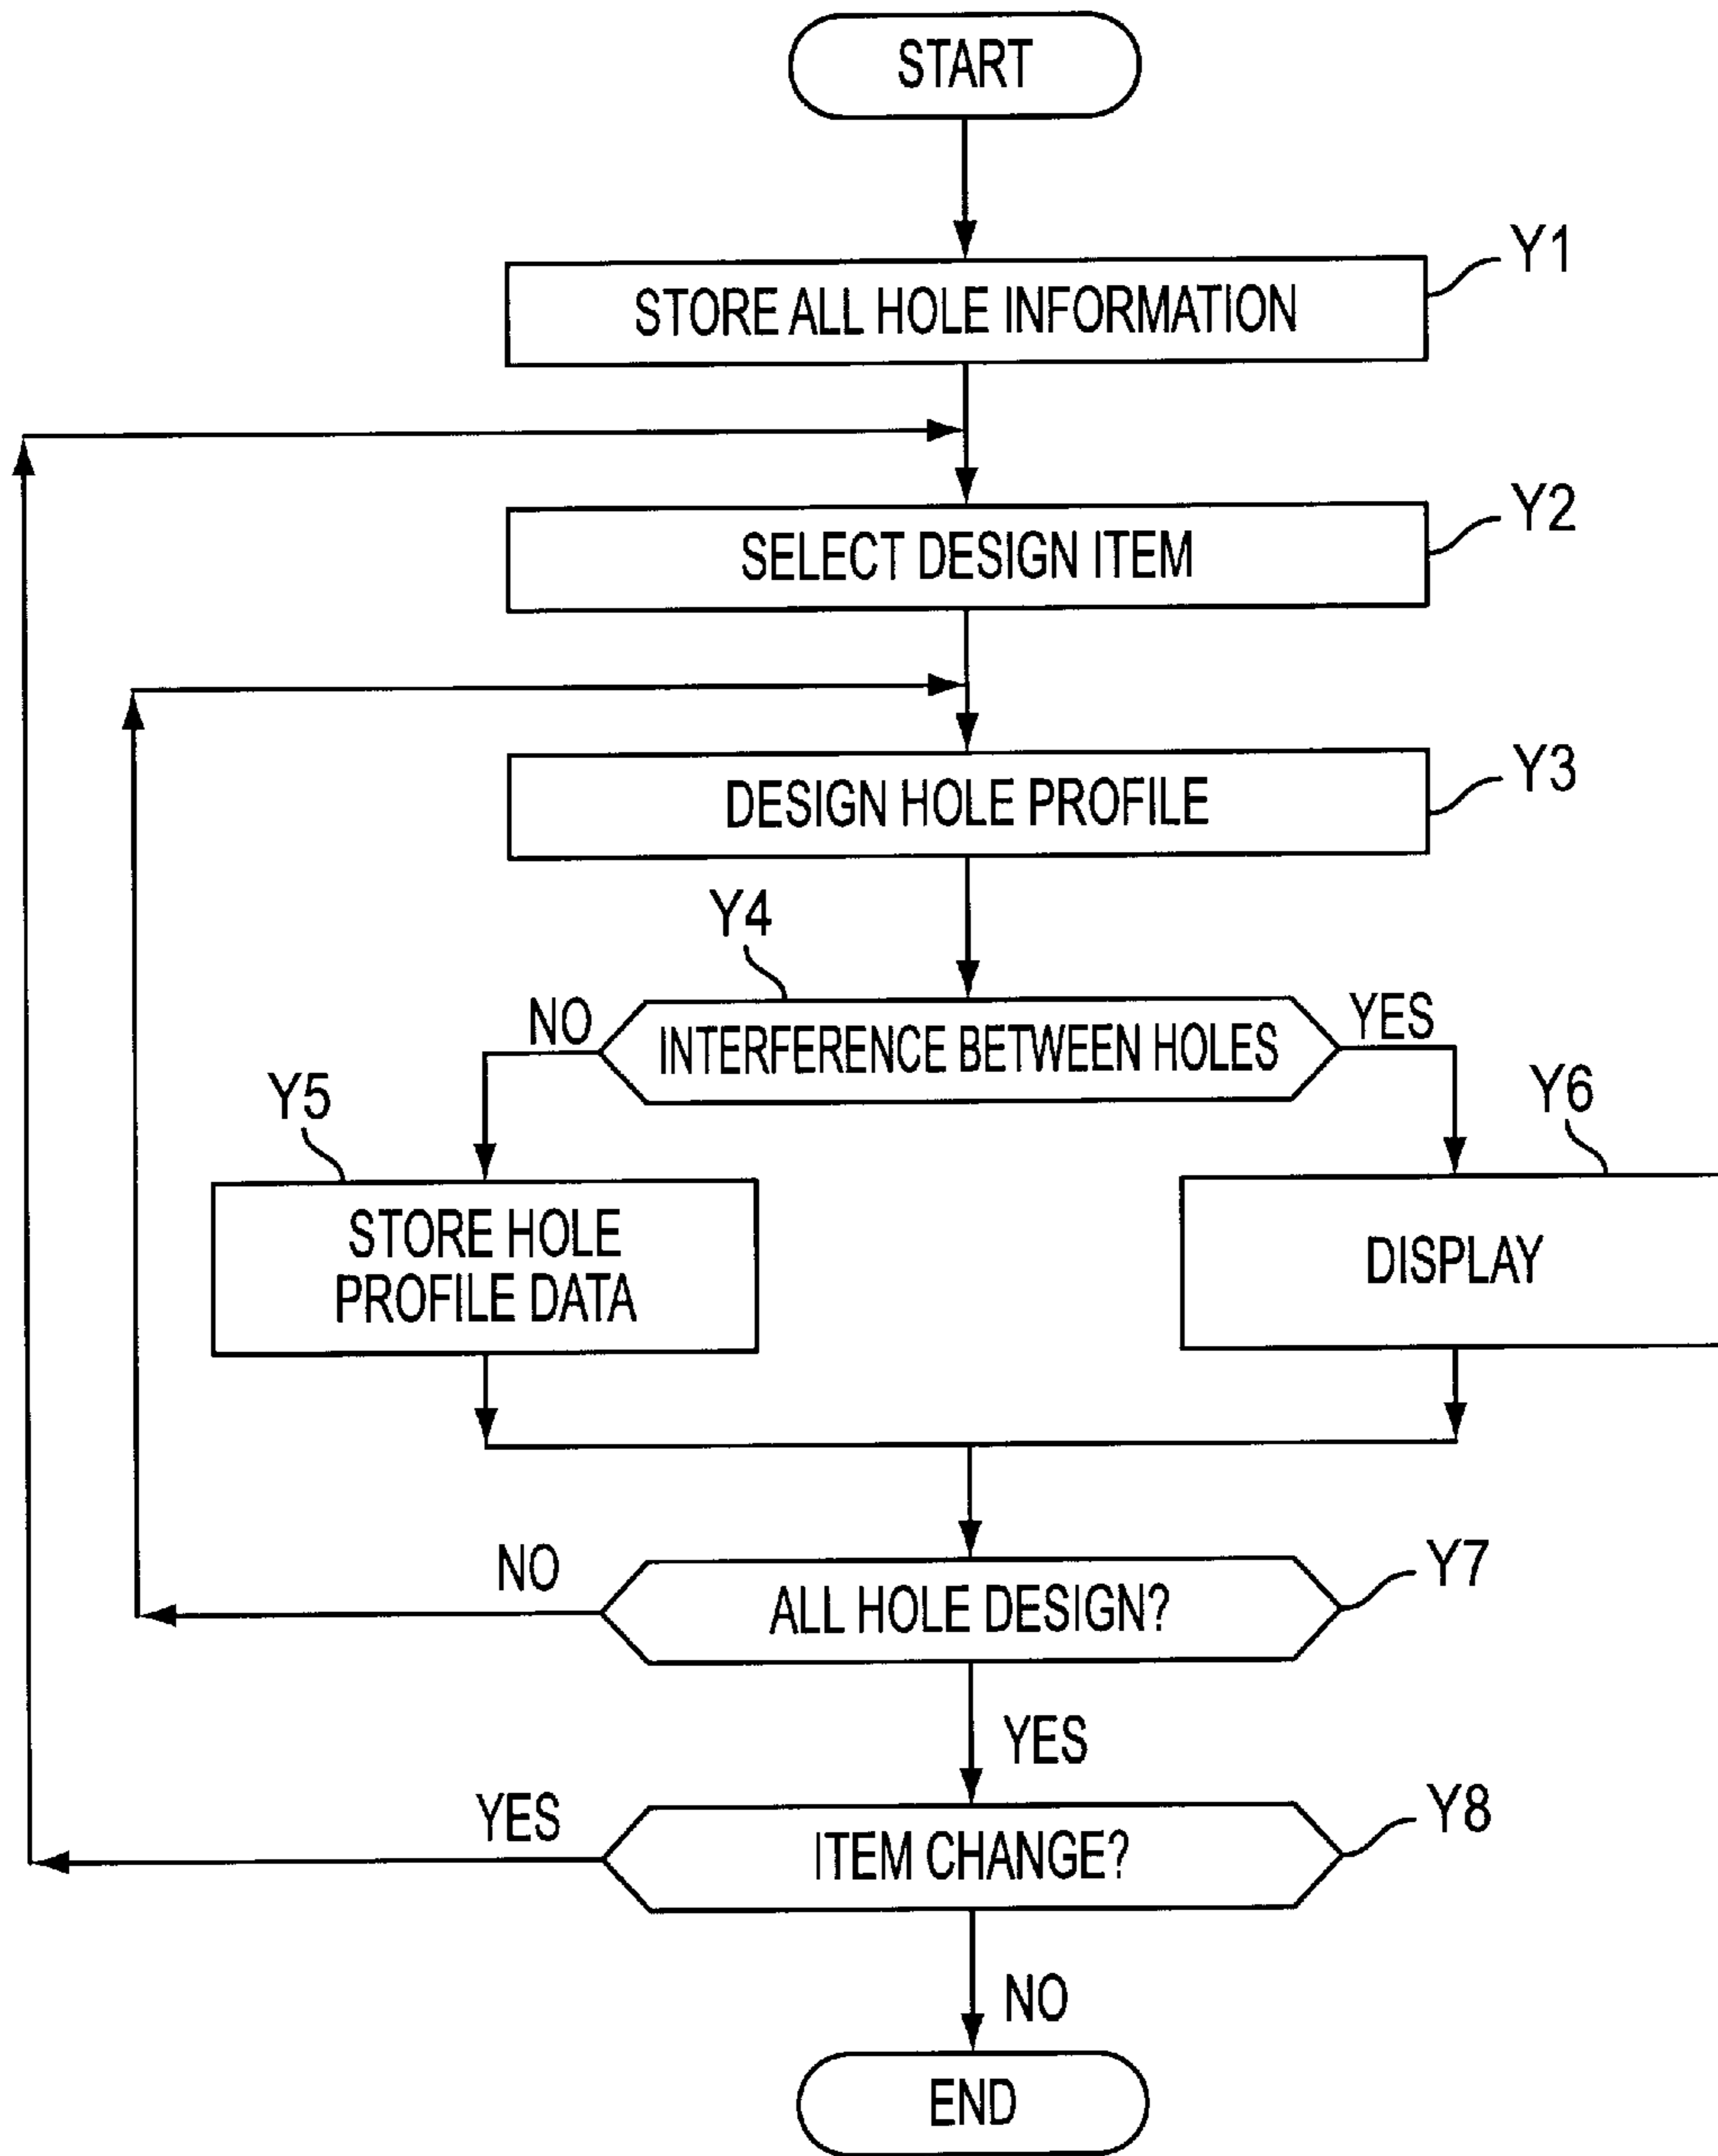 START
Y1
STORE ALL HOLE INFORMATION
Y2
SELECT DESIGN ITEM
Y3
DESIGN HOLE PROFILE
Y4
NO
INTERFERENCE BETWEEN HOLES
YES
Y5
Y6
STORE HOLE
PROFILE DATA
DISPLAY
NO
Y7
ALL HOLE DESIGN?
YES
YES
Y8
ITEM CHANGE?
NO
END